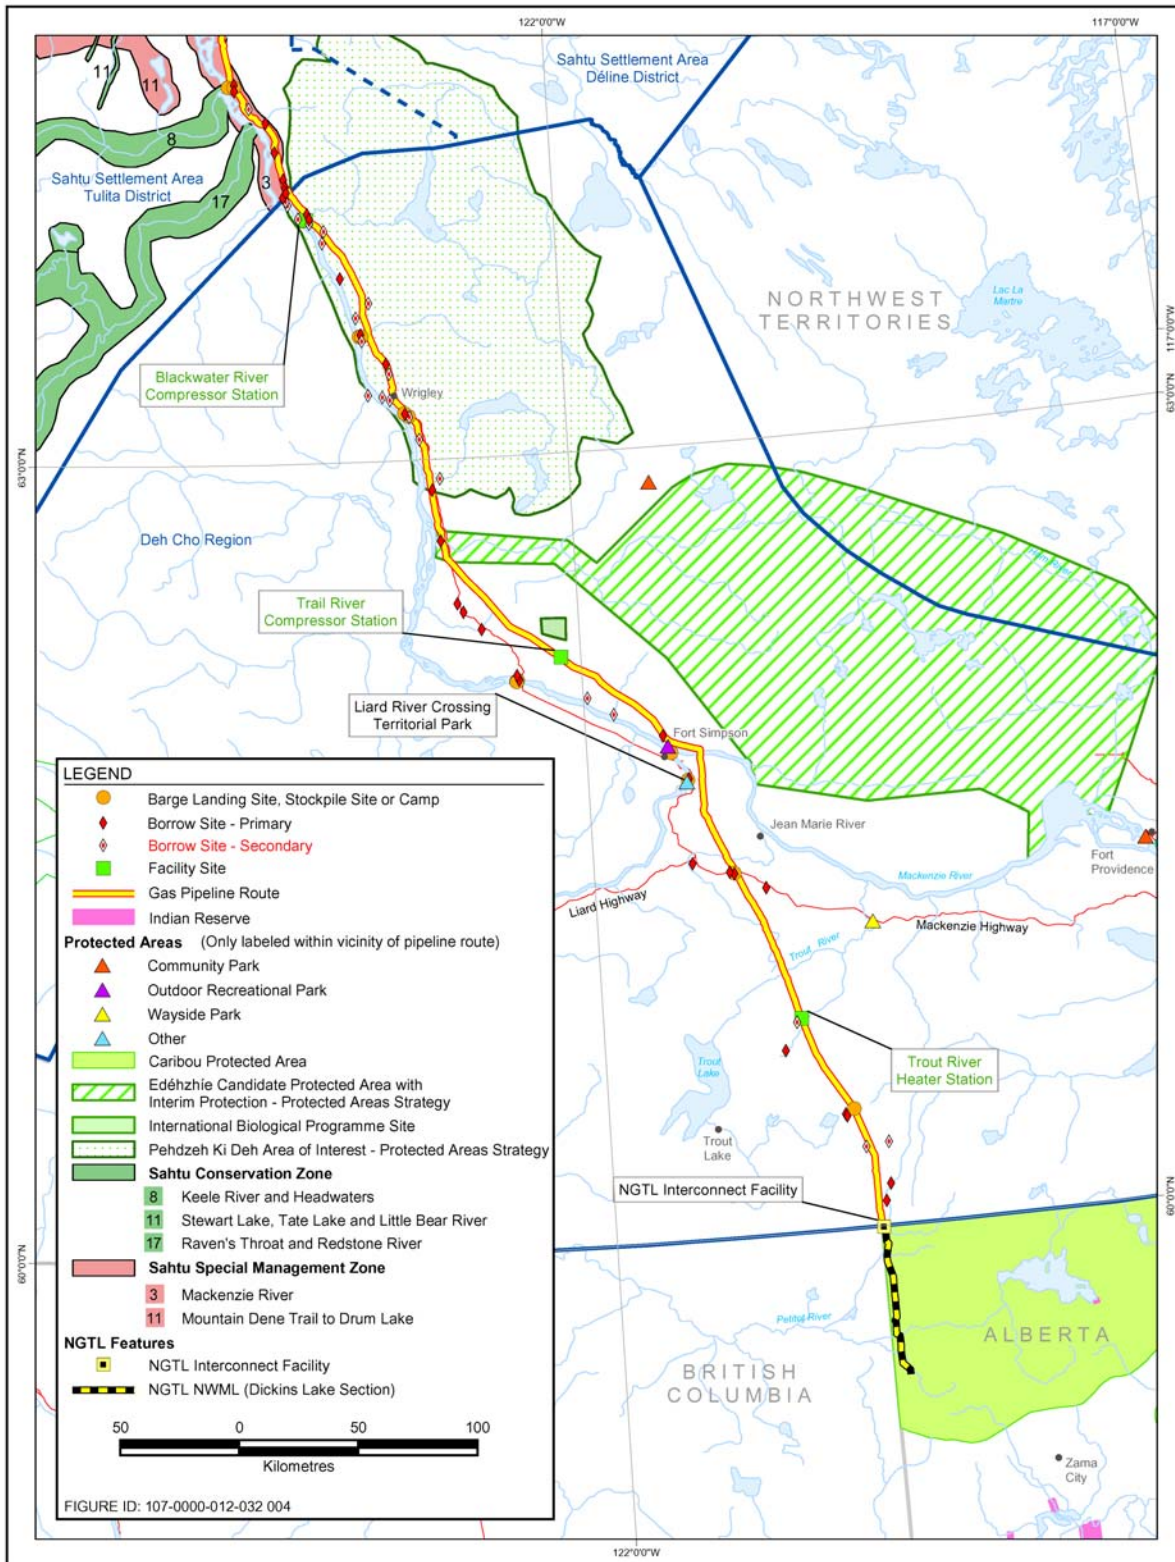 122°0'0"W
117°0'0"W
11
11
8
Sahtu Settlement Area
Déline District
Sahtu Settlement Area
Tulita District
3
17
NORTHWEST
TERRITORIES
Lac La
Martre
117°0'0"W
63°0'0"N
Blackwater River
Compressor Station
Wrigley
63°0'0"N
Deh Cho Region
Horn River
Trail River
Compressor Station
Liard River Crossing
Territorial Park
Fort Simpson
Jean Marie River
Fort
Providence
Mackenzie River
Liard Highway
Mackenzie Highway
Trout River
Trout
Lake
Trout River
Heater Station
Trout
Lake
NGTL Interconnect Facility
60°0'0"N
60°0'0"N
Petitot River
ALBERTA
BRITISH
COLUMBIA
Zama
City
122°0'0"W
LEGEND
Barge Landing Site, Stockpile Site or Camp
Borrow Site - Primary
Borrow Site - Secondary
Facility Site
Gas Pipeline Route
Indian Reserve
Protected Areas (Only labeled within vicinity of pipeline route)
Community Park
Outdoor Recreational Park
Wayside Park
Other
Caribou Protected Area
Edéhzhíe Candidate Protected Area with
Interim Protection - Protected Areas Strategy
International Biological Programme Site
Pehdzeh Ki Deh Area of Interest - Protected Areas Strategy
Sahtu Conservation Zone
8 Keele River and Headwaters
11 Stewart Lake, Tate Lake and Little Bear River
17 Raven's Throat and Redstone River
Sahtu Special Management Zone
3 Mackenzie River
11 Mountain Dene Trail to Drum Lake
NGTL Features
NGTL Interconnect Facility
NGTL NWML (Dickins Lake Section)
50 0 50 100
Kilometres
FIGURE ID: 107-0000-012-032 004